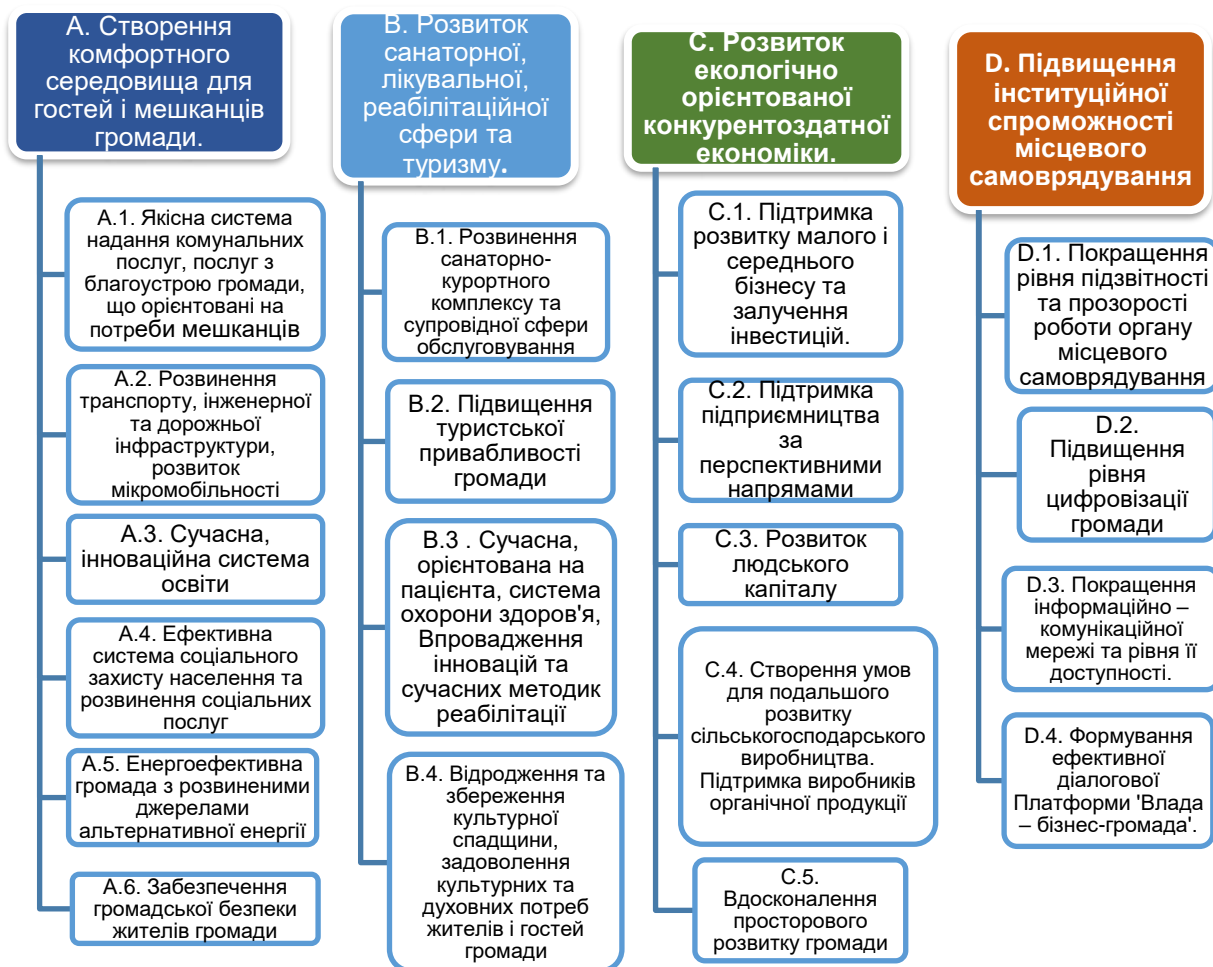 А. Створення
комфортного
середовища для
гостей і мешканців
громади.
А.1. Якісна система
надання комунальних
послуг, послуг з
благоустрою громади,
що орієнтовані на
потреби мешканців
А.2. Розвинення
транспорту, інженерної
та дорожньої
інфраструктури,
розвиток
мікромобільності
А.3. Сучасна,
інноваційна система
освіти
А.4. Ефективна
система соціального
захисту населення та
розвинення соціальних
послуг
А.5. Енергоефективна
громада з розвиненими
джерелами
альтернативної енергії
А.6. Забезпечення
громадської безпеки
жителів громади
В. Розвиток
санаторної,
лікувальної,
реабілітаційної
сфери та
туризму.
В.1. Розвинення
санаторно-
курортного
комплексу та
супровідної сфери
обслуговування
В.2. Підвищення
туристської
привабливості
громади
В.3 . Сучасна,
орієнтована на
пацієнта, система
охорони здоров'я,
Впровадження
інновацій та
сучасних методик
реабілітації
В.4. Відродження та
збереження
культурної
спадщини,
задоволення
культурних та
духовних потреб
жителів і гостей
громади
С. Розвиток
екологічно
орієнтованої
конкурентоздатної
економіки.
С.1. Підтримка
розвитку малого і
середнього
бізнесу та
залучення
інвестицій.
С.2. Підтримка
підприємництва
за
перспективними
напрямами
С.3. Розвиток
людського
капіталу
С.4. Створення умов
для подальшого
розвитку
сільськогосподарського
виробництва.
Підтримка виробників
органічної продукції
С.5.
Вдосконалення
просторового
розвитку громади
D. Підвищення
інституційної
спроможності
місцевого
самоврядування
D.1. Покращення
рівня підзвітності
та прозорості
роботи органу
місцевого
самоврядування
D.2.
Підвищення
рівня
цифровізації
громади
D.3. Покращення
інформаційно –
комунікаційної
мережі та рівня її
доступності.
D.4. Формування
ефективної
діалогової
Платформи 'Влада
– бізнес-громада'.